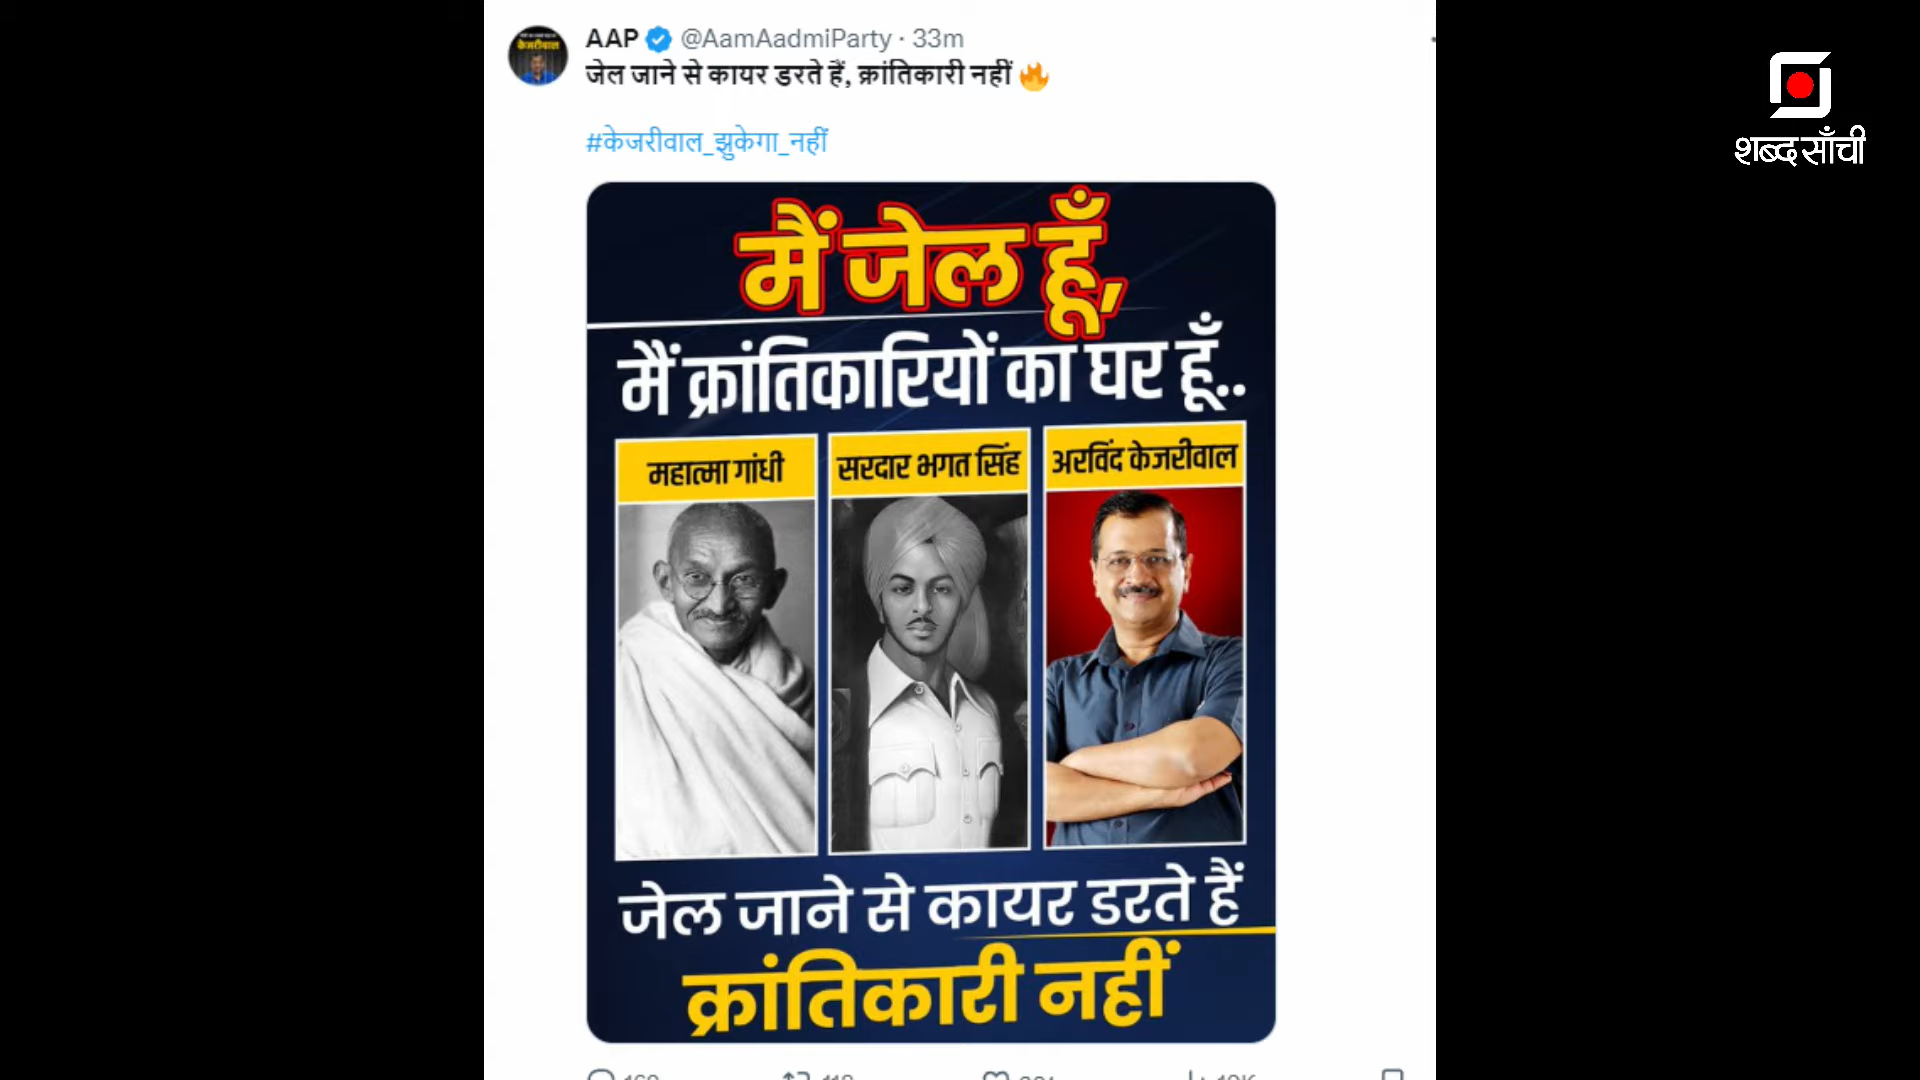 AAP @AamAadmiParty · 33m
जेल जाने से कायर डरते हैं, क्रांतिकारी नहीं 🔥
#केजरीवाल_झुकेगा_नहीं
मैं जेल हूँ,
मैं क्रांतिकारियों का घर हूँ..
महात्मा गांधी
सरदार भगत सिंह
अरविंद केजरीवाल
जेल जाने से कायर डरते हैं
क्रांतिकारी नहीं
शब्द साँची
केजरीवाल